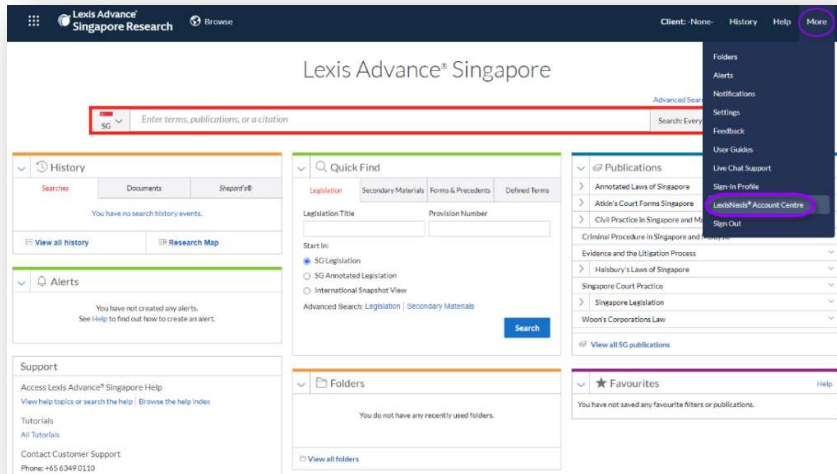 Lexis Advance®
Singapore Research
Browse
Client: -None-
History
Help
More
Lexis Advance® Singapore
Folders
Alerts
Notifications
Settings
Feedback
User Guides
Live Chat Support
Sign-In Profile
LexisNexis® Account Centre
Sign Out
Advanced Sear
SG
Enter terms, publications, or a citation
Search: Every
History
Searches
Documents
Shepard's®
You have no search history events.
View all history
Research Map
Alerts
You have not created any alerts.
See Help to find out how to create an alert.
Support
Access Lexis Advance® Singapore Help
View help topics or search the help | Browse the help index
Tutorials
All Tutorials
Contact Customer Support
Phone: +65 6349 0110
Quick Find
Legislation
Secondary Materials
Forms & Precedents
Defined Terms
Legislation Title
Provision Number
Start in:
SG Legislation
SG Annotated Legislation
International Snapshot View
Advanced Search: Legislation | Secondary Materials
Search
Folders
You do not have any recently used folders.
View all folders
Publications
Annotated Laws of Singapore
Atkin's Court Forms Singapore
Civil Practice in Singapore and Ma
Criminal Procedure in Singapore and Malaysia
Evidence and the Litigation Process
Halsbury's Laws of Singapore
Singapore Court Practice
Singapore Legislation
Woon's Corporations Law
View all SG publications
Favourites
Help
You have not saved any favourite filters or publications.